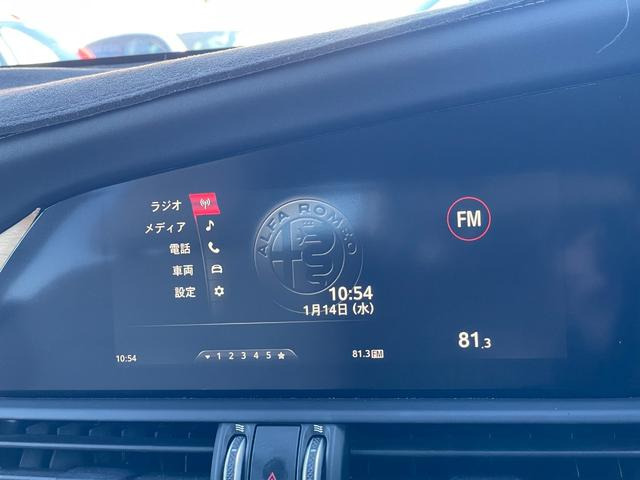 ラジオ
メディア
電話
車両
設定
ALFA ROMEO
10:54
1月14日 (水)
10:54
1 2 3 4 5
81.3 FM
FM
81.3